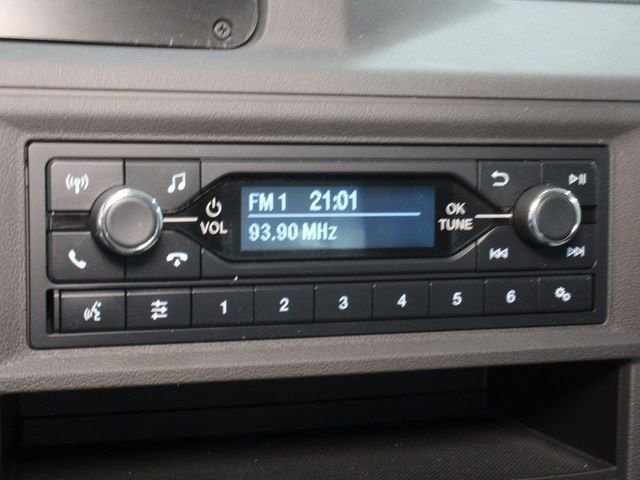 FM 1 21:01
93.90 MHz
VOL
OK
TUNE
1 2 3 4 5 6